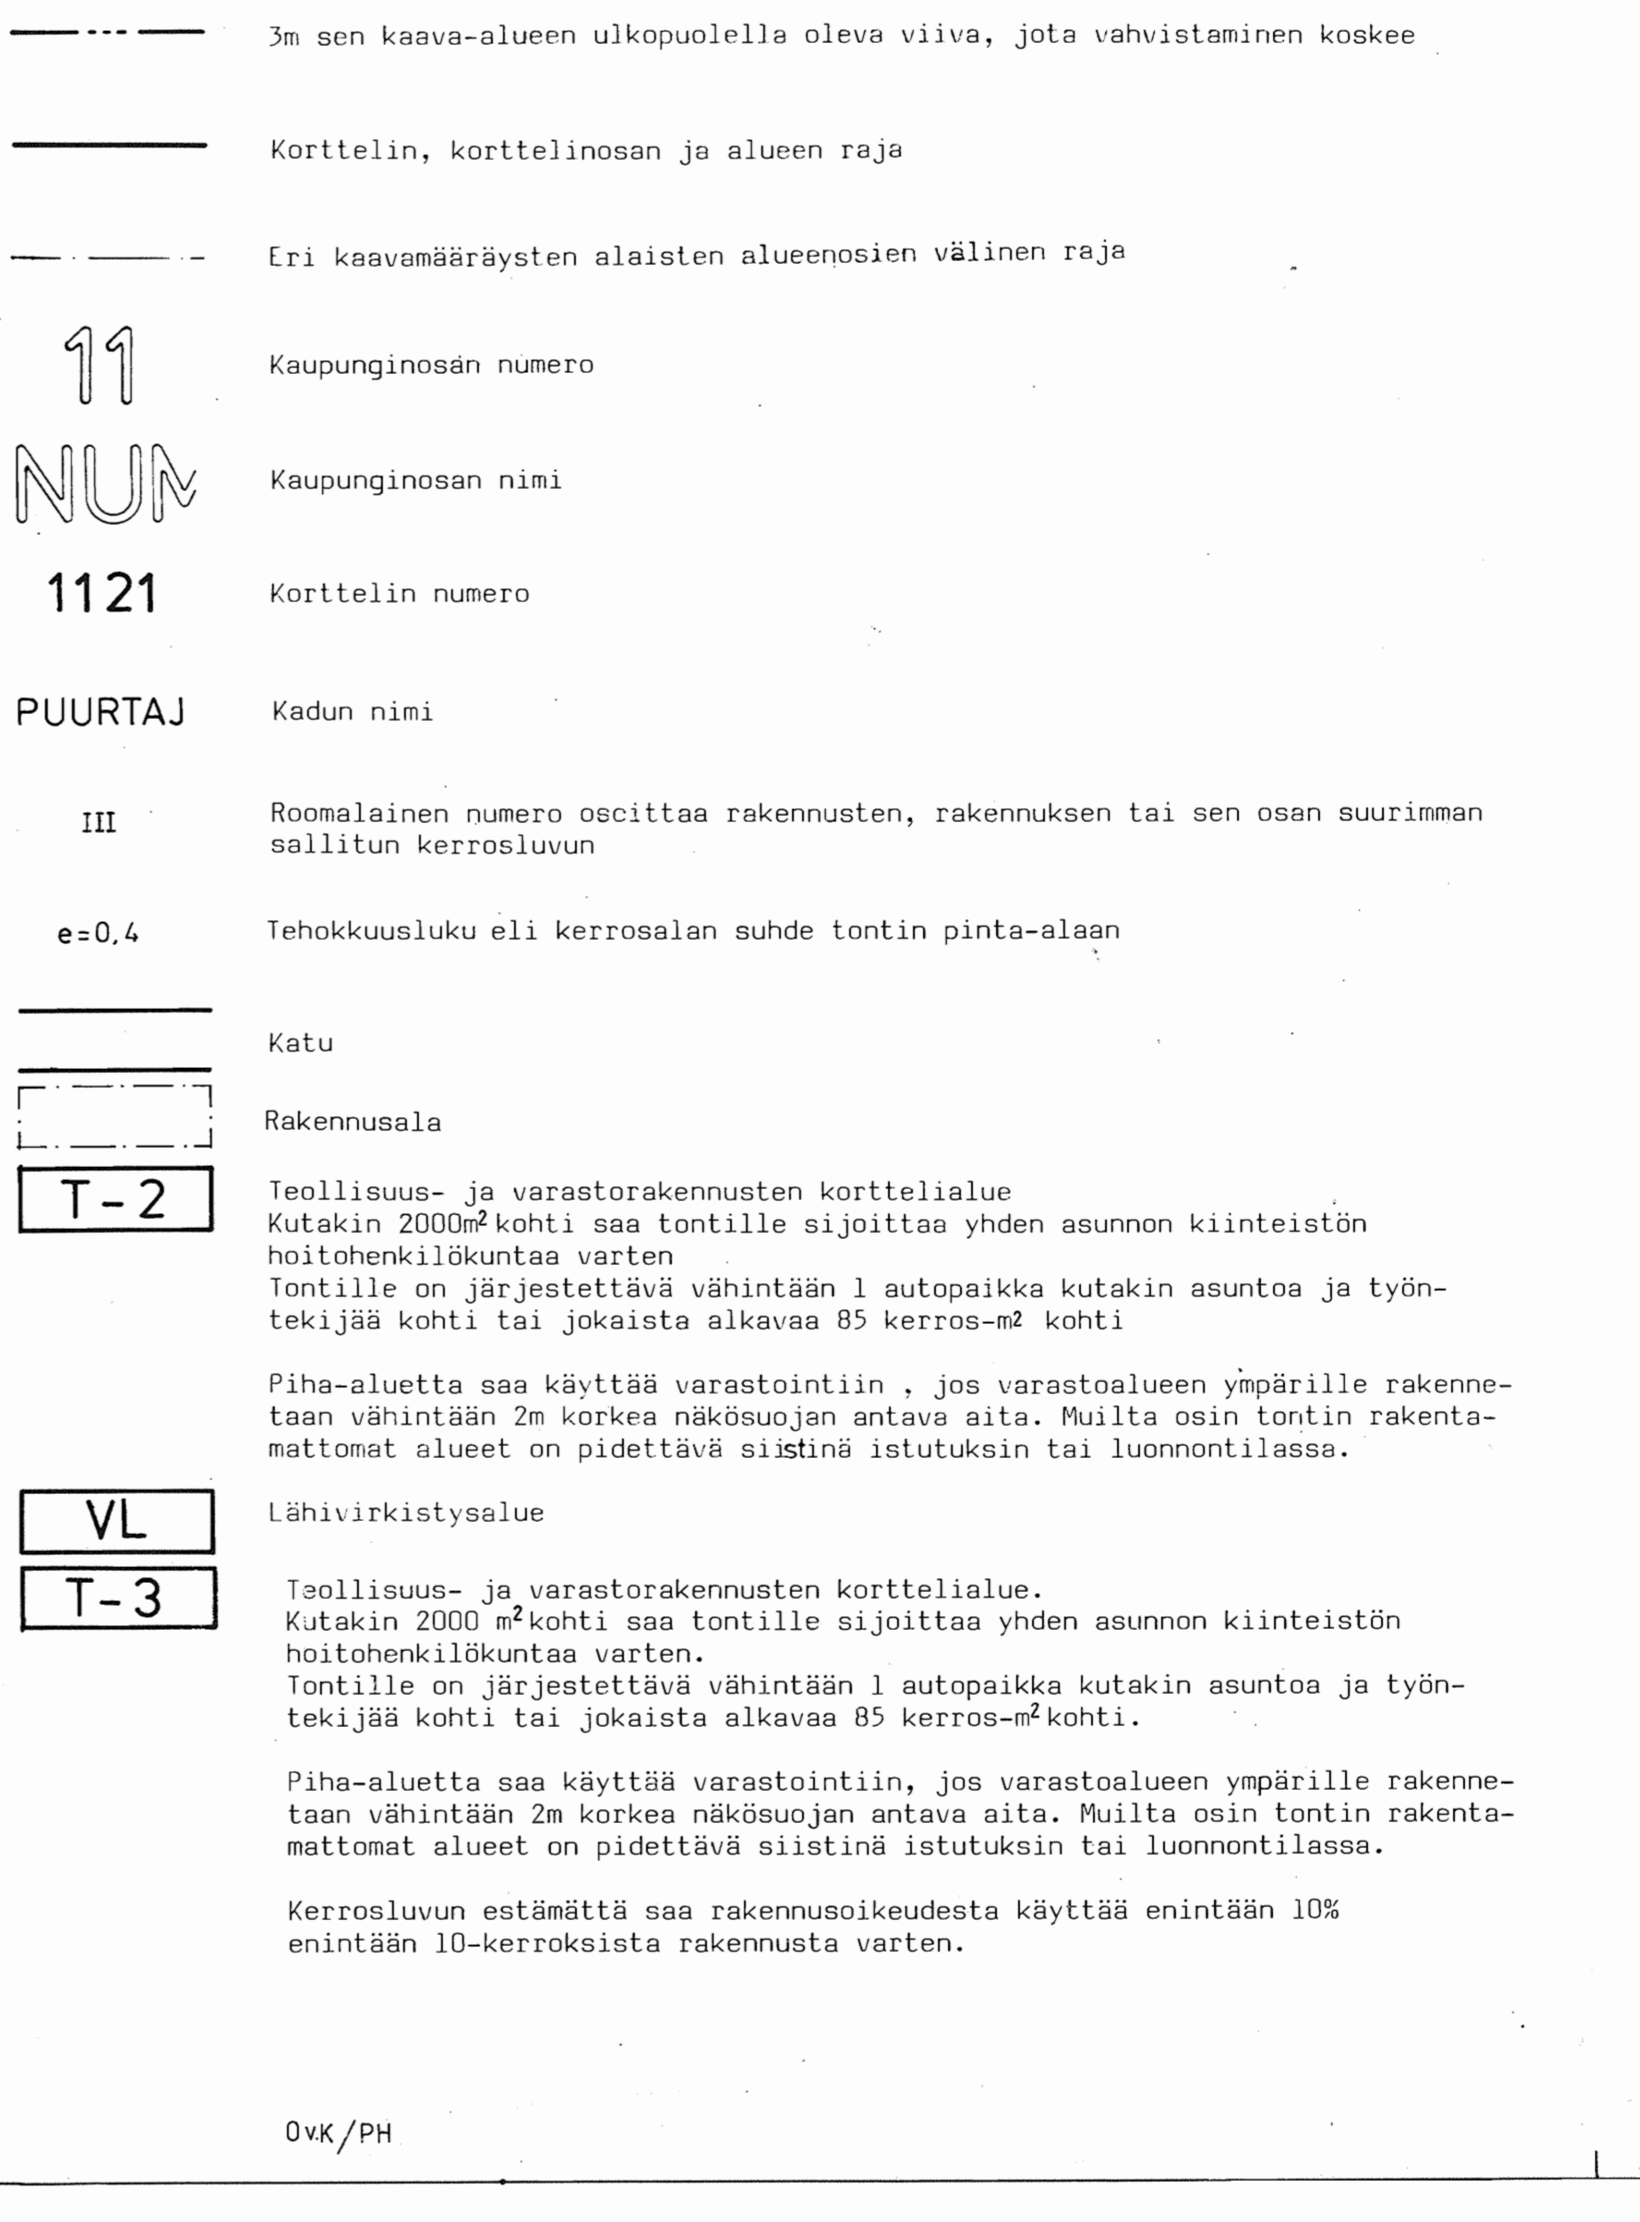 3m sen kaava-alueen ulkopuolella oleva viiva, jota vahvistaminen koskee
Korttelin, korttelinosan ja alueen raja
Eri kaavamääräysten alaisten alueenosien välinen raja
11 Kaupunginosan numero
NUM Kaupunginosan nimi
1121 Korttelin numero
PUURTAJ Kadun nimi
III Roomalainen numero oscittaa rakennusten, rakennuksen tai sen osan suurimman
sallitun kerrosluvun
e=0,4 Tehokkuusluku eli kerrosalan suhde tontin pinta-alaan
Katu
Rakennusala
T-2 Teollisuus- ja varastorakennusten korttelialue
Kutakin 2000m² kohti saa tontille sijoittaa yhden asunnon kiinteistön
hoitohenkilökuntaa varten
Tontille on järjestettävä vähintään 1 autopaikka kutakin asuntoa ja työn-
tekijää kohti tai jokaista alkavaa 85 kerros-m² kohti
Piha-aluetta saa käyttää varastointiin , jos varastoalueen ympärille rakenne-
taan vähintään 2m korkea näkösuojan antava aita. Muilta osin tontin rakenta-
mattomat alueet on pidettävä siistinä istutuksin tai luonnontilassa.
VL Lähivirkistysalue
T-3 Teollisuus- ja varastorakennusten korttelialue.
Kutakin 2000 m² kohti saa tontille sijoittaa yhden asunnon kiinteistön
hoitohenkilökuntaa varten.
Tontille on järjestettävä vähintään 1 autopaikka kutakin asuntoa ja työn-
tekijää kohti tai jokaista alkavaa 85 kerros-m² kohti.
Piha-aluetta saa käyttää varastointiin, jos varastoalueen ympärille rakenne-
taan vähintään 2m korkea näkösuojan antava aita. Muilta osin tontin rakenta-
mattomat alueet on pidettävä siistinä istutuksin tai luonnontilassa.
Kerrosluvun estämättä saa rakennusoikeudesta käyttää enintään 10%
enintään 10-kerroksista rakennusta varten.
Ov.K/PH